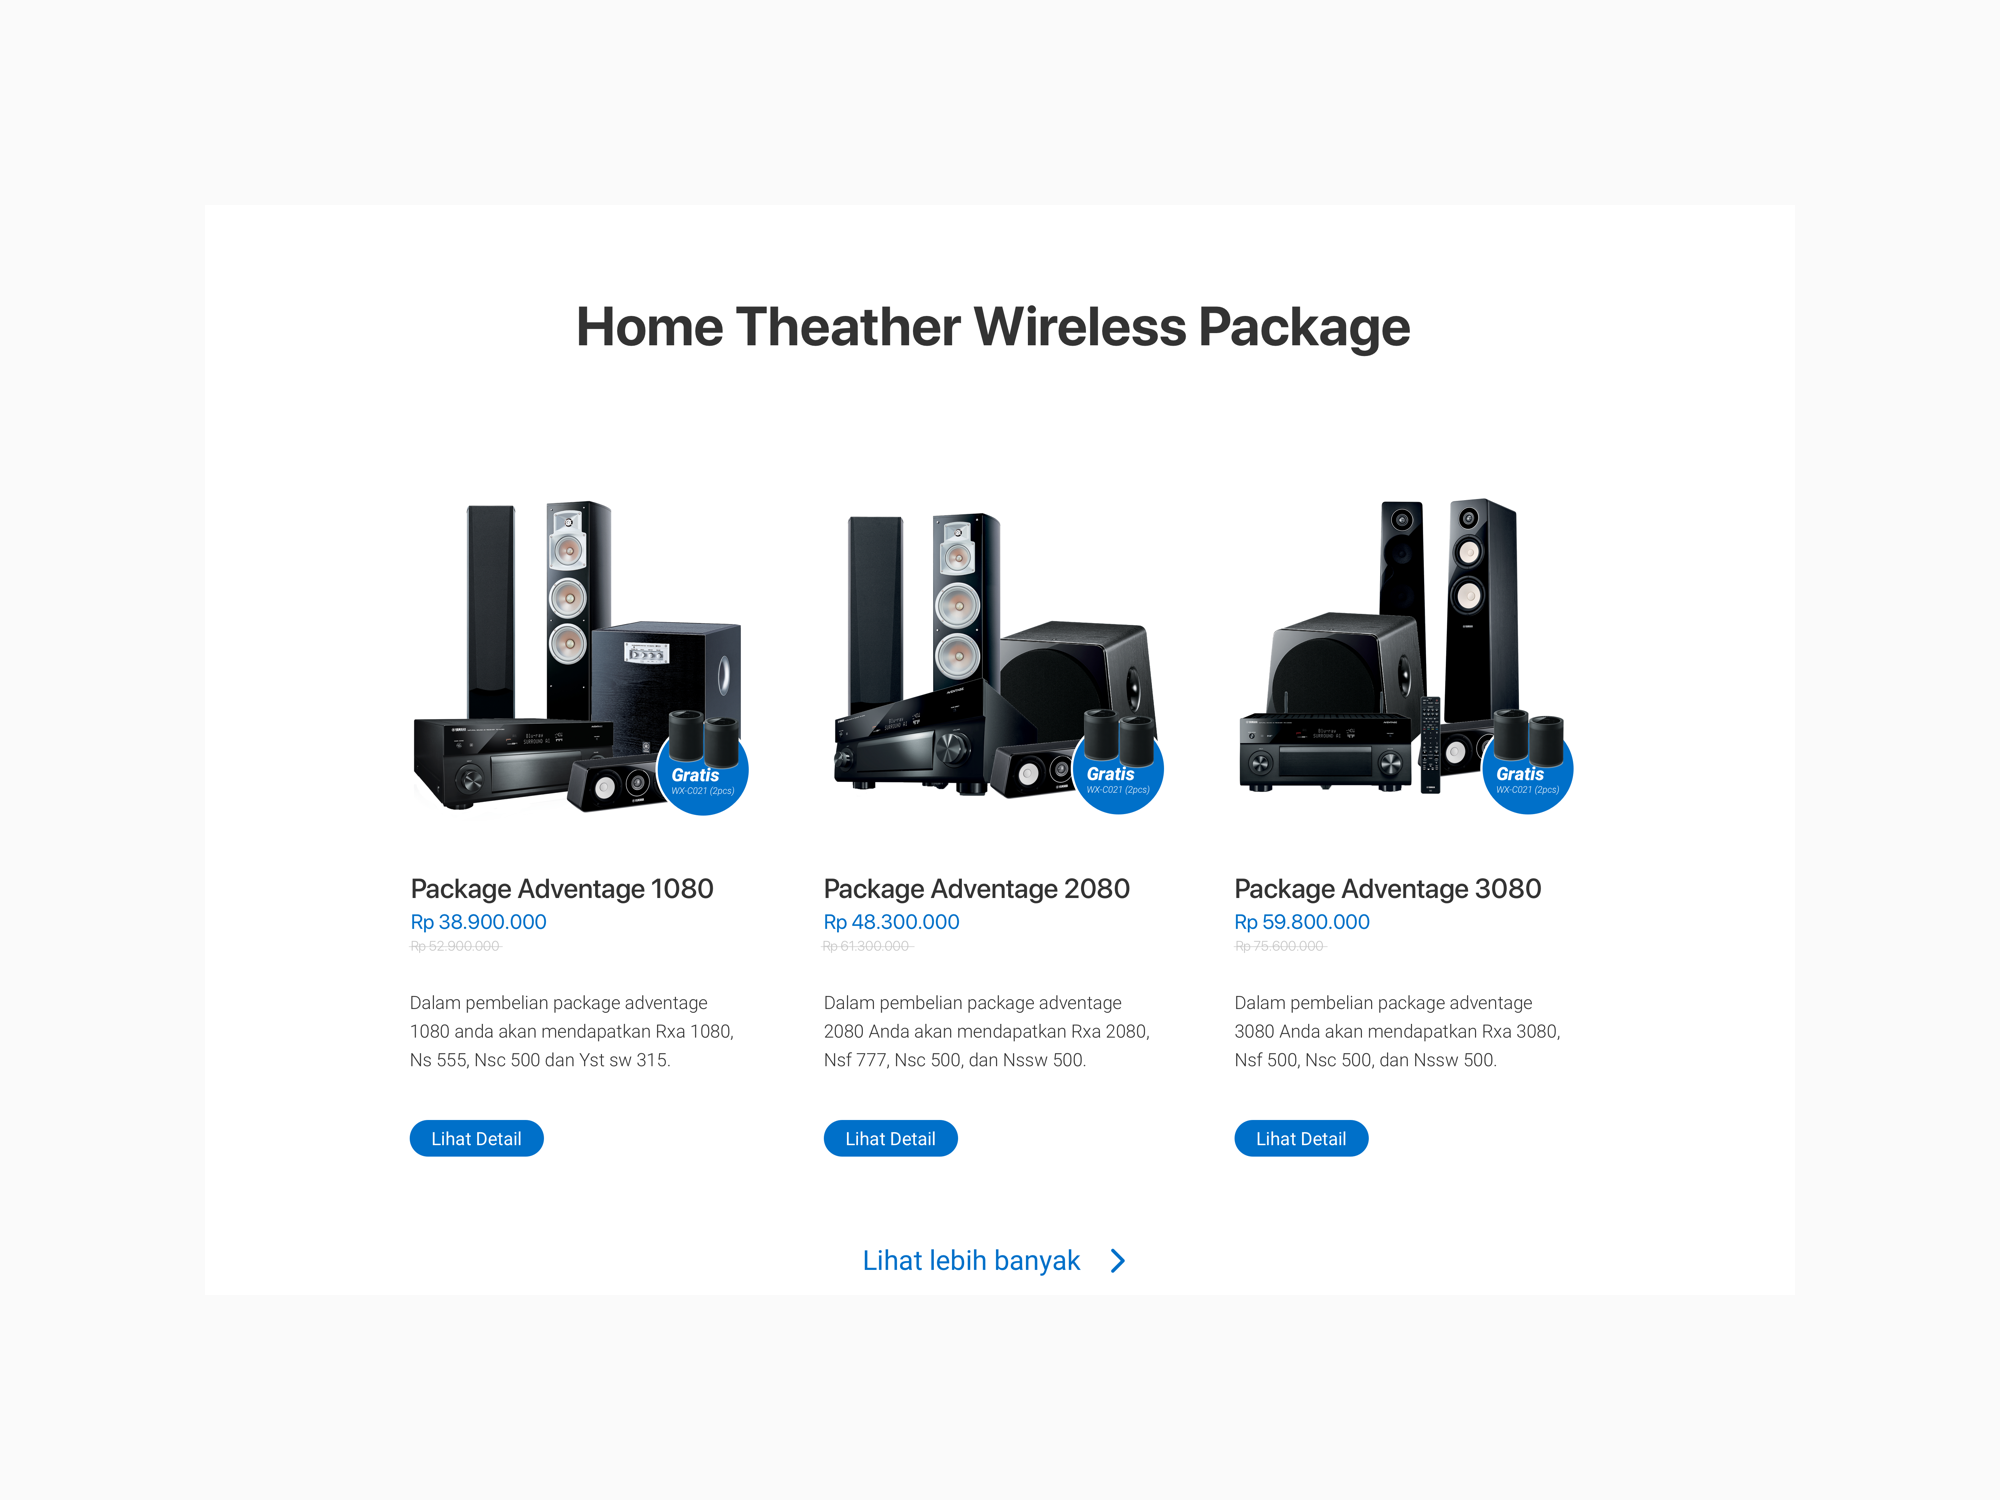 Home Theather Wireless Package
Gratis
WX-C021 (2pcs)
Gratis
WX-C021 (2pcs)
Gratis
WX-C021 (2pcs)
Package Adventage 1080
Rp 38.900.000
Rp 52.900.000
Dalam pembelian package adventage
1080 anda akan mendapatkan Rxa 1080,
Ns 555, Nsc 500 dan Yst sw 315.
Lihat Detail
Package Adventage 2080
Rp 48.300.000
Rp 61.300.000
Dalam pembelian package adventage
2080 Anda akan mendapatkan Rxa 2080,
Nsf 777, Nsc 500, dan Nssw 500.
Lihat Detail
Package Adventage 3080
Rp 59.800.000
Rp 75.600.000
Dalam pembelian package adventage
3080 Anda akan mendapatkan Rxa 3080,
Nsf 500, Nsc 500, dan Nssw 500.
Lihat Detail
Lihat lebih banyak